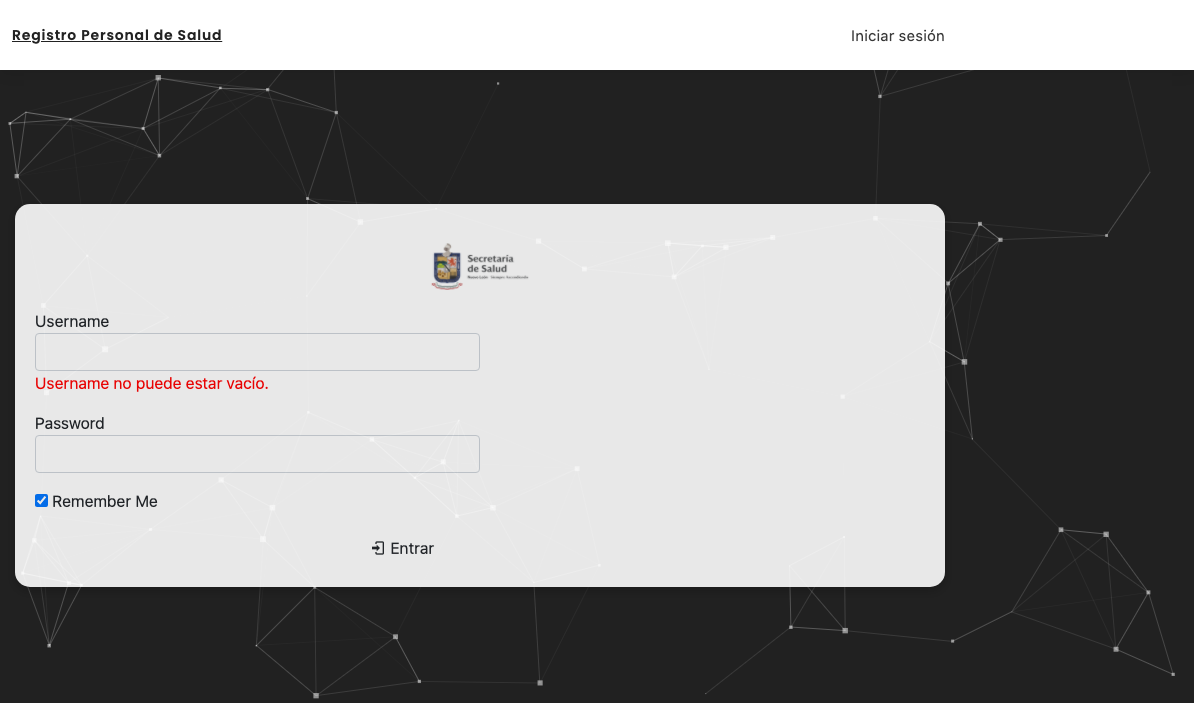 Registro Personal de Salud
Iniciar sesión
Secretaría
de Salud
Username
Username no puede estar vacío.
Password
Remember Me
Entrar